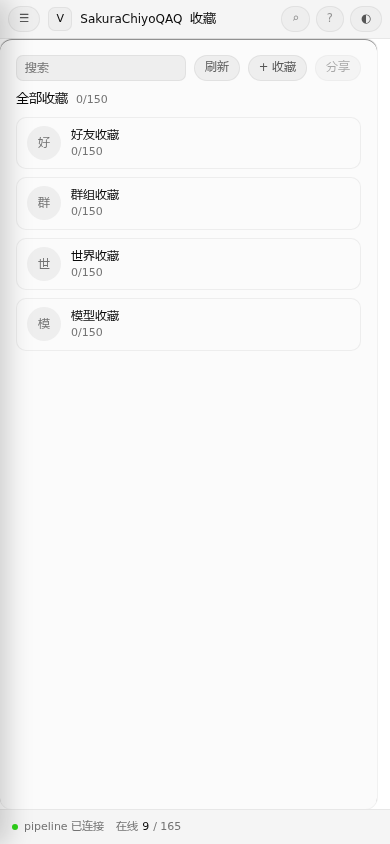 ☰ V SakuraChiyoQAQ 收藏 ⌕ ? ◐
搜索 刷新 + 收藏 分享
全部收藏 0/150
好 好友收藏
0/150
群 群组收藏
0/150
世 世界收藏
0/150
模 模型收藏
0/150
pipeline 已连接 在线 9 / 165